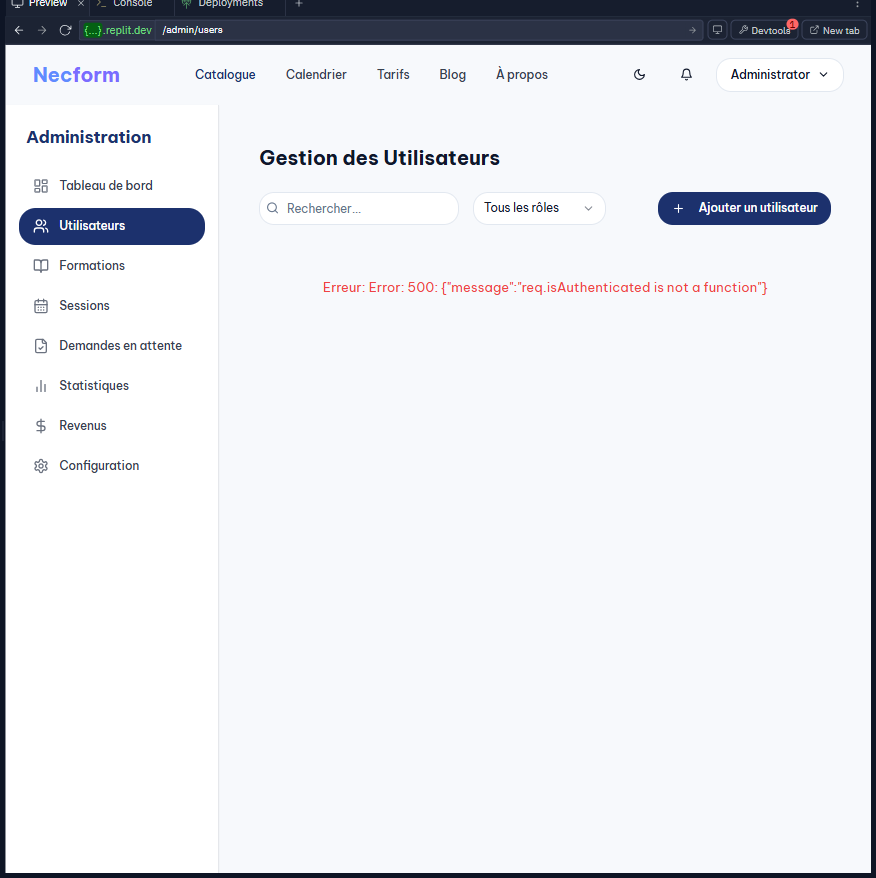 Preview × >_ Console Deployments +
{...}.replit.dev /admin/users Devtools 1 New tab
Necform Catalogue Calendrier Tarifs Blog À propos Administrator
Administration
Tableau de bord
Utilisateurs
Formations
Sessions
Demandes en attente
Statistiques
Revenus
Configuration
Gestion des Utilisateurs
Rechercher... Tous les rôles + Ajouter un utilisateur
Erreur: Error: 500: {"message":"req.isAuthenticated is not a function"}